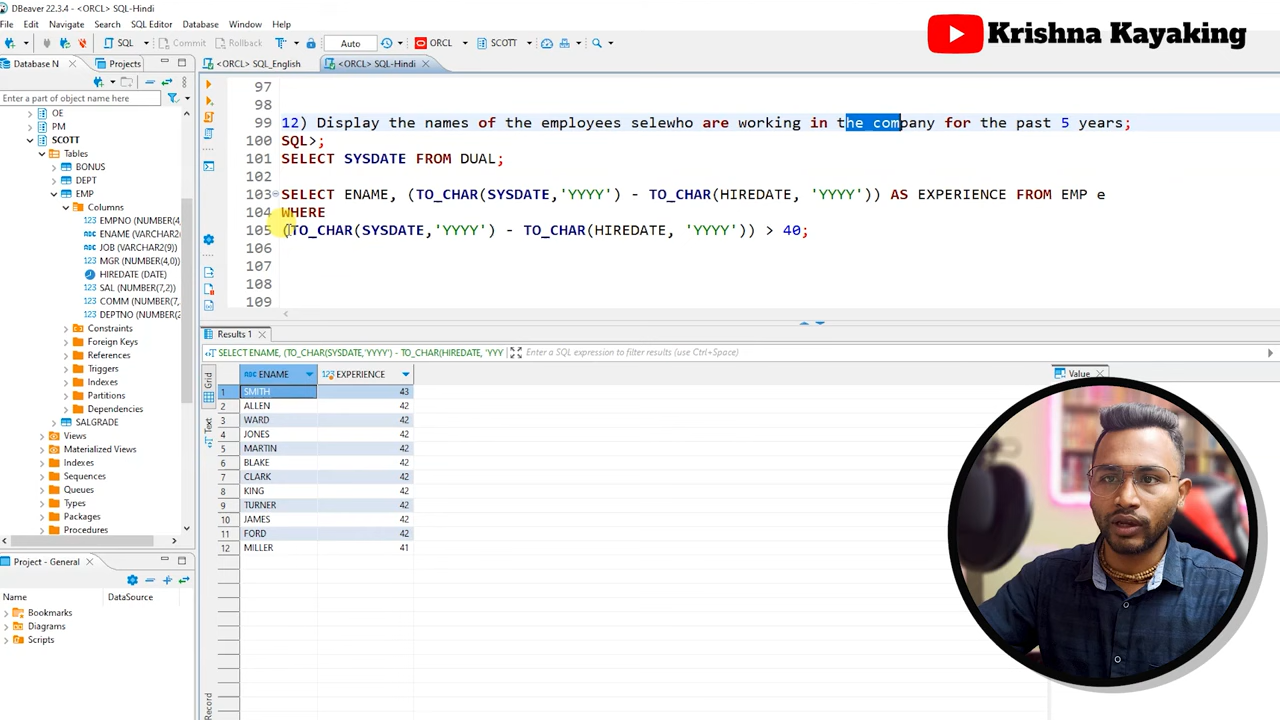 DBeaver 22.3.4 - <ORCL> SQL-Hindi
File Edit Navigate Search SQL Editor Database Window Help
SQL Commit Rollback Auto ORCL SCOTT
Krishna Kayaking
Database N Projects
<ORCL> SQL_English <ORCL> SQL-Hindi
Enter a part of object name here
OE
PM
SCOTT
Tables
BONUS
DEPT
EMP
Columns
EMPNO (NUMBER(4,
ENAME (VARCHAR2(
JOB (VARCHAR2(9)
MGR (NUMBER(4,0)
HIREDATE (DATE)
SAL (NUMBER(7,2)
COMM (NUMBER(7,
DEPTNO (NUMBER(2
Constraints
Foreign Keys
References
Triggers
Indexes
Partitions
Dependencies
SALGRADE
Views
Materialized Views
Indexes
Sequences
Queues
Types
Packages
Procedures
Project - General
Name DataSource
Bookmarks
Diagrams
Scripts
97
98
99 12) Display the names of the employees selewho are working in the company for the past 5 years;
100 SQL>;
101 SELECT SYSDATE FROM DUAL;
102
103 SELECT ENAME, (TO_CHAR(SYSDATE,'YYYY') - TO_CHAR(HIREDATE, 'YYYY')) AS EXPERIENCE FROM EMP e
104 WHERE
105 (TO_CHAR(SYSDATE,'YYYY') - TO_CHAR(HIREDATE, 'YYYY')) > 40;
106
107
108
109
Results 1
SELECT ENAME, (TO_CHAR(SYSDATE,'YYYY') - TO_CHAR(HIREDATE, 'YYY Enter a SQL expression to filter results (use Ctrl+Space)
Grid
Text
Record
ABC ENAME 123 EXPERIENCE
1 SMITH 43
2 ALLEN 42
3 WARD 42
4 JONES 42
5 MARTIN 42
6 BLAKE 42
7 CLARK 42
8 KING 42
9 TURNER 42
10 JAMES 42
11 FORD 42
12 MILLER 41
Value